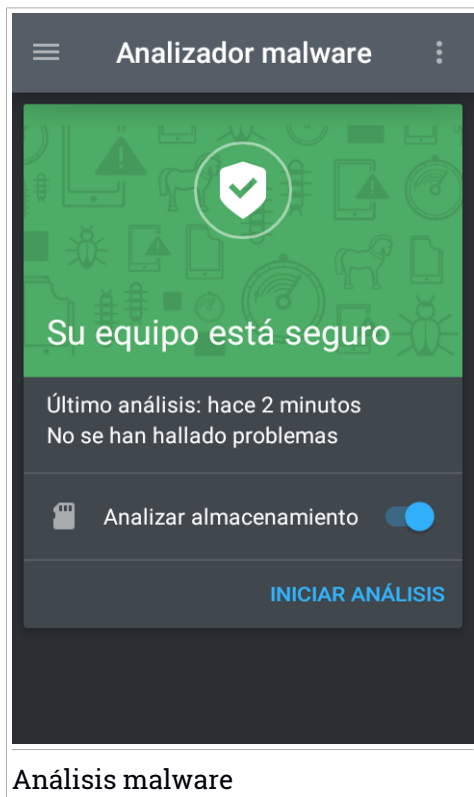 Analizador malware
Su equipo está seguro
Último análisis: hace 2 minutos
No se han hallado problemas
Analizar almacenamiento
INICIAR ANÁLISIS
Análisis malware